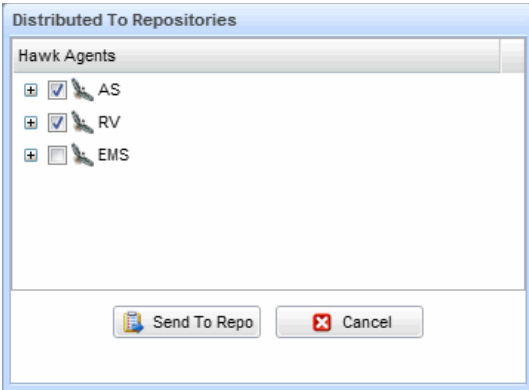 Distributed To Repositories
Hawk Agents
AS
RV
EMS
Send To Repo
Cancel